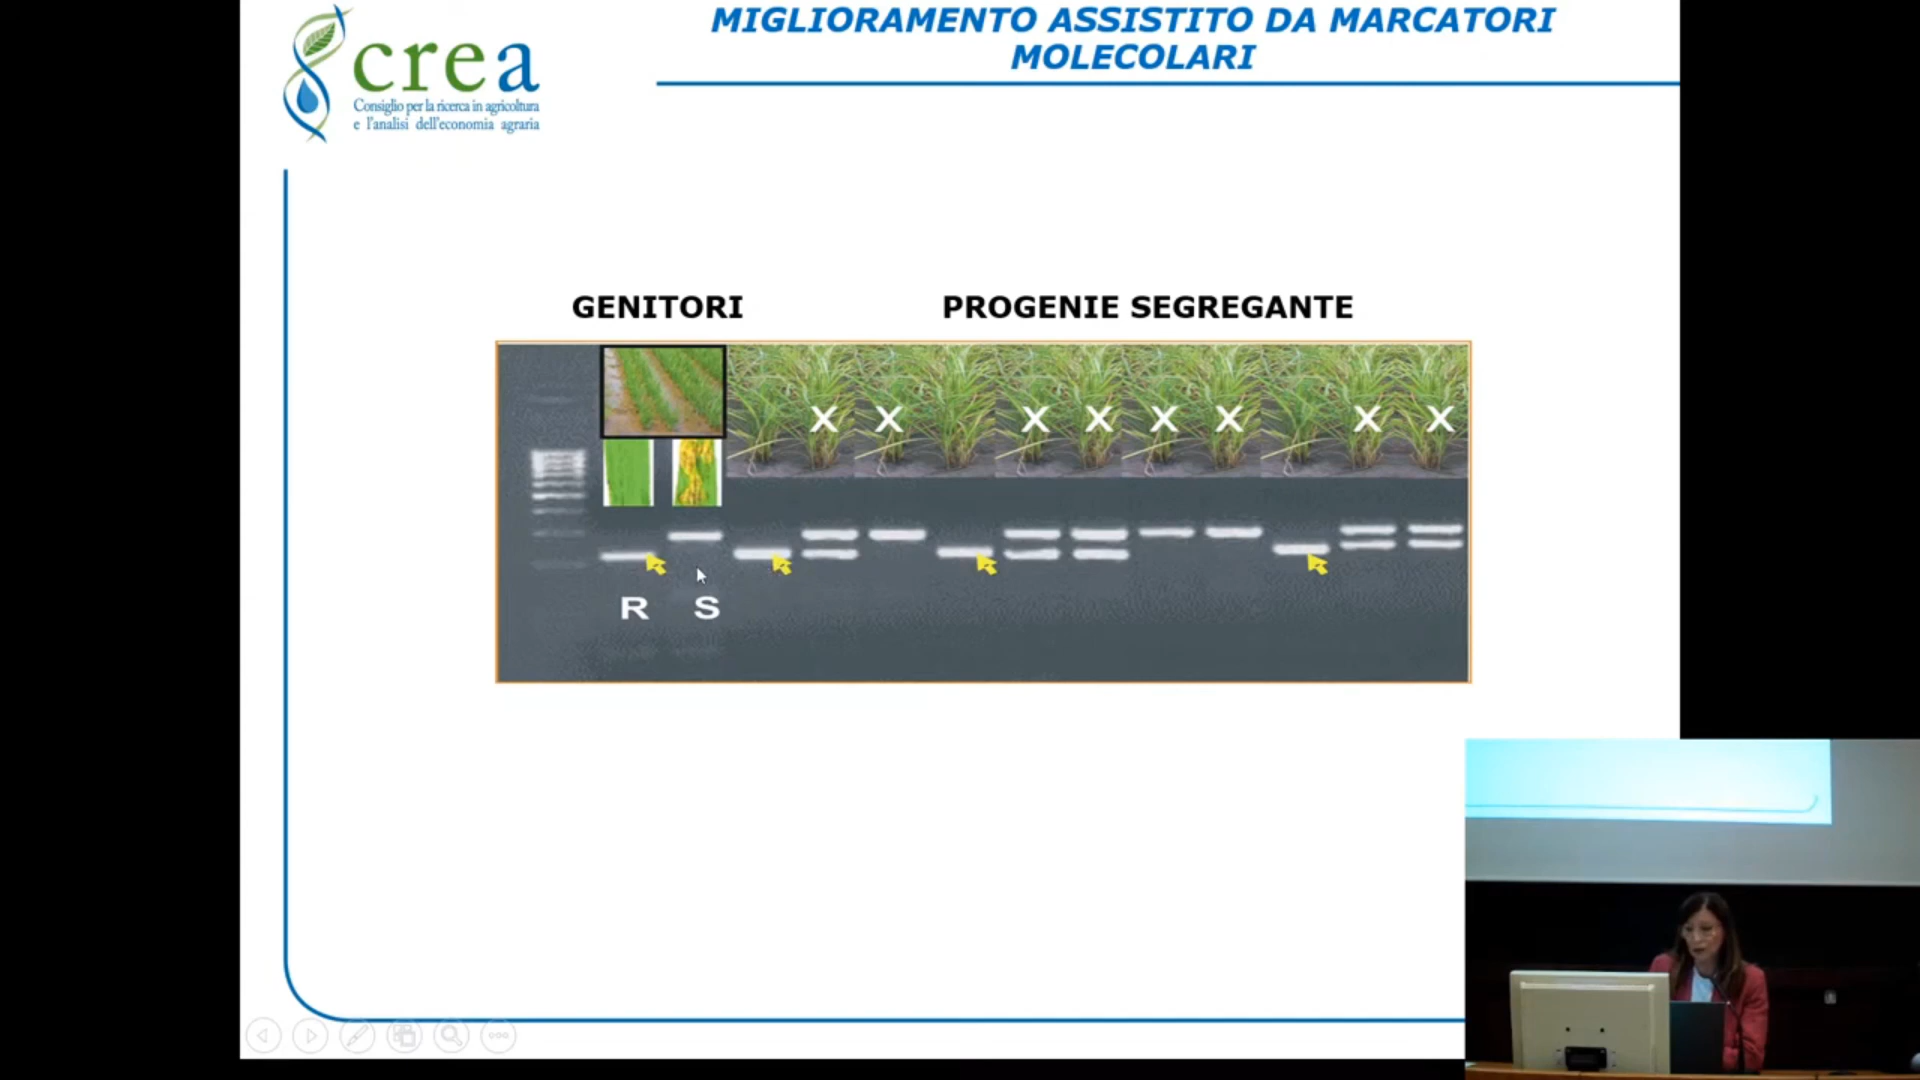 MIGLIORAMENTO ASSISTITO DA MARCATORI
MOLECOLARI
crea
Consiglio per la ricerca in agricoltura
e l'analisi dell'economia agraria
GENITORI PROGENIE SEGREGANTE
X X X X X X X X
R S